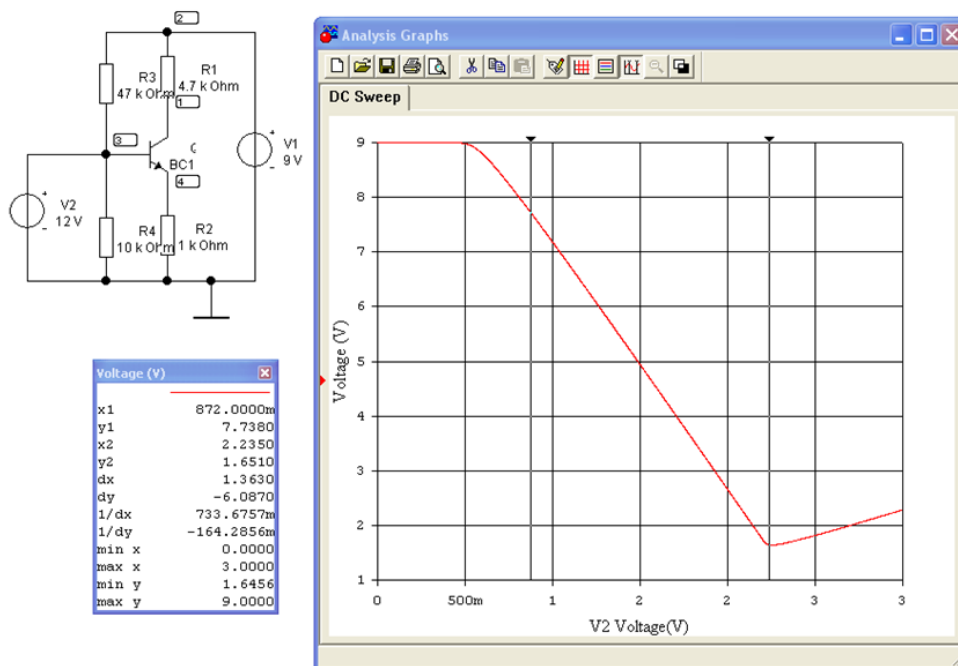 2
R3
R1
47 k Ohm
4.7 k Ohm
1
3
BC1
V1
9 V
4
V2
12 V
R4
R2
10 k Ohm
1 k Ohm
Analysis Graphs
DC Sweep
Voltage (V)
9
8
7
6
5
4
3
2
1
0
500m
1
2
2
3
3
V2 Voltage(V)
Voltage (V)
x1 872.0000m
y1 7.7380
x2 2.2350
y2 1.6510
dx 1.3630
dy -6.0870
1/dx 733.6757m
1/dy -164.2856m
min x 0.0000
max x 3.0000
min y 1.6456
max y 9.0000